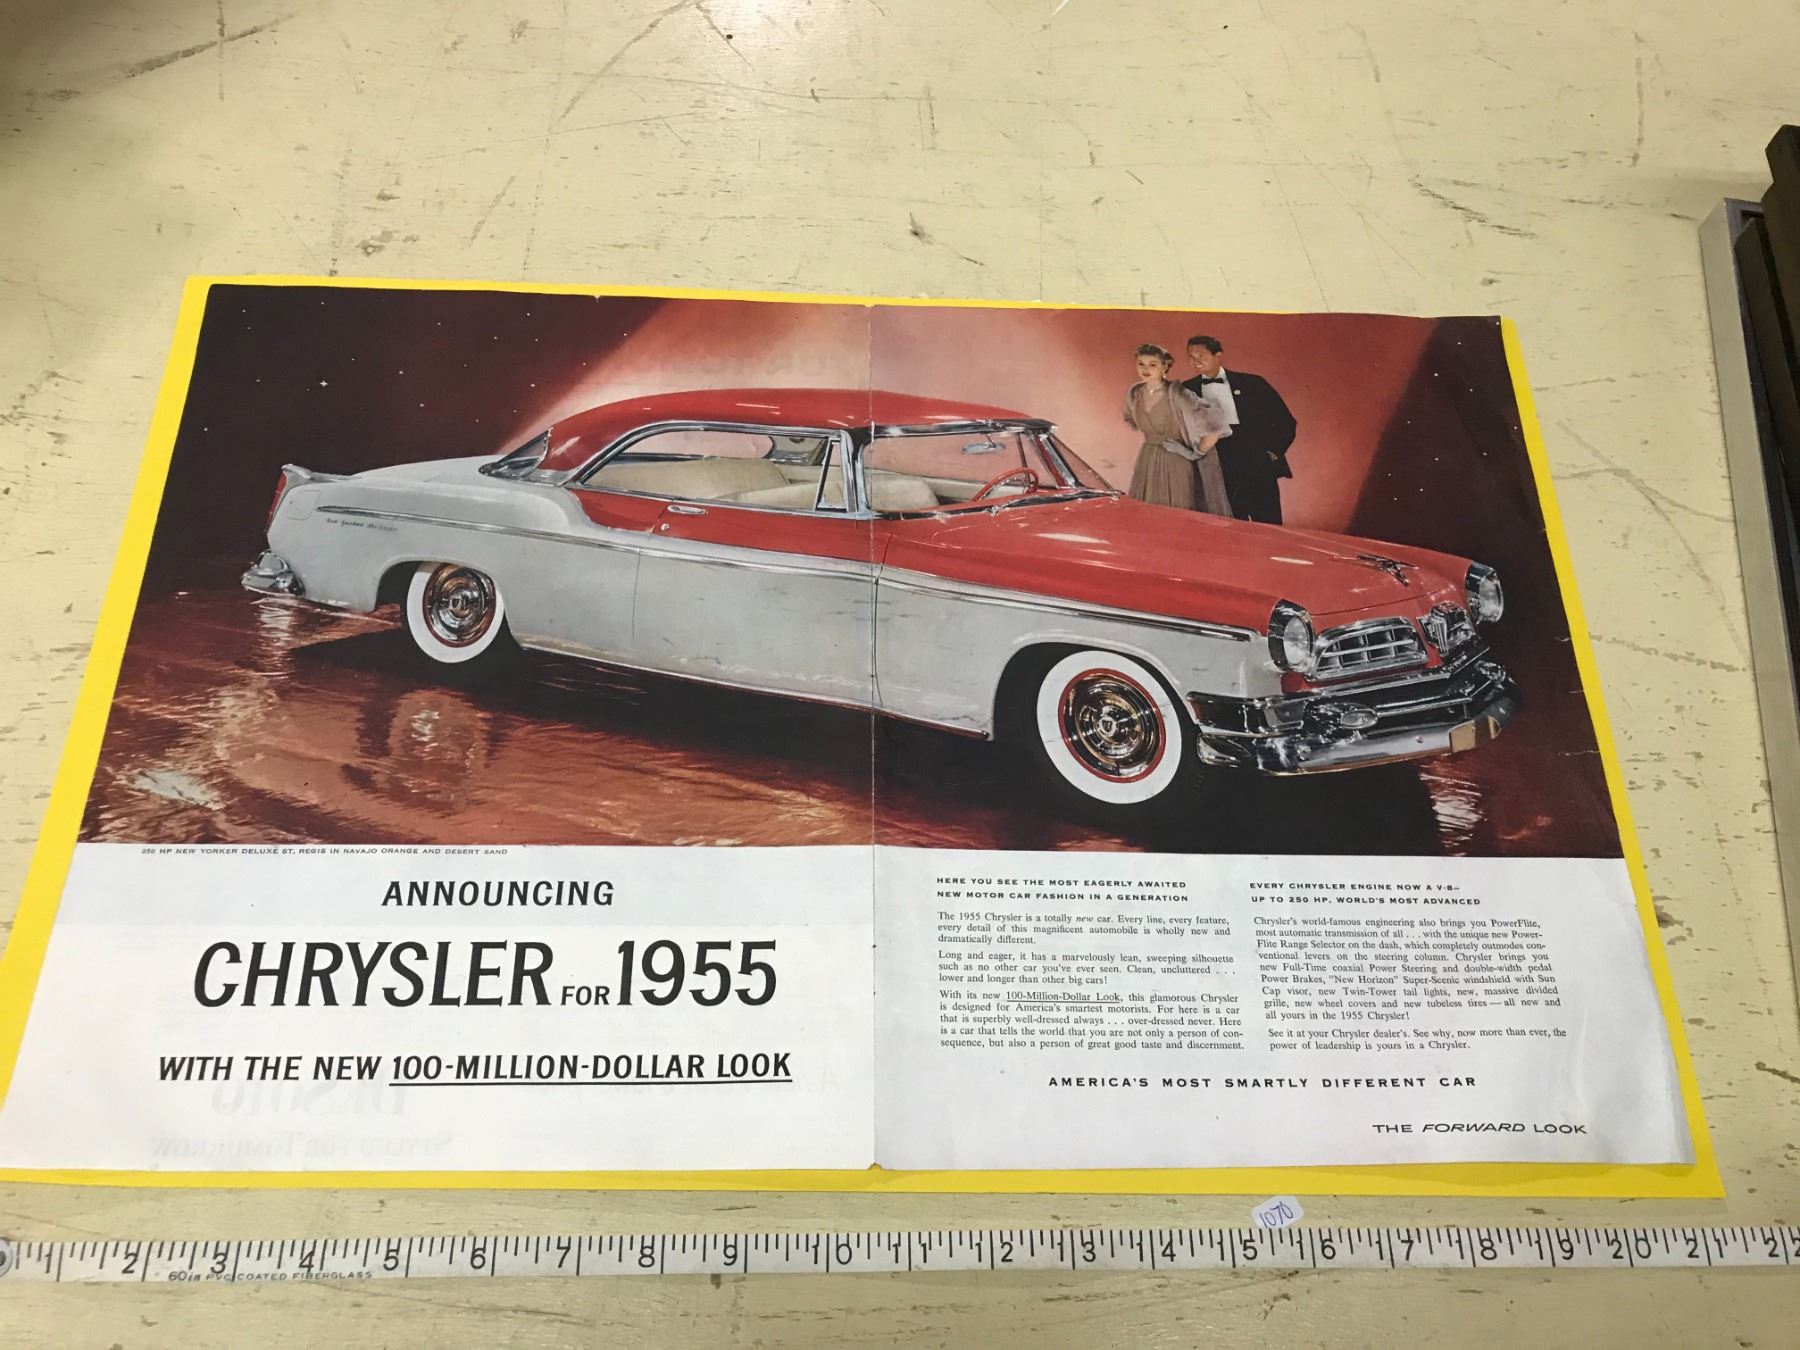 250 HP NEW YORKER DELUXE ST. REGIS IN NAVAJO ORANGE AND DESERT SAND
ANNOUNCING
CHRYSLER FOR 1955
WITH THE NEW 100-MILLION-DOLLAR LOOK
HERE YOU SEE THE MOST EAGERLY AWAITED
NEW MOTOR CAR FASHION IN A GENERATION
The 1955 Chrysler is a totally new car. Every line, every feature,
every detail of this magnificent automobile is wholly new and
dramatically different.
Long and eager, it has a marvelously lean, sweeping silhouette
such as no other car you've ever seen. Clean, uncluttered . . .
lower and longer than other big cars!
With its new 100-Million-Dollar Look, this glamorous Chrysler
is designed for America's smartest motorists. For here is a car
that is superbly well-dressed always . . . over-dressed never. Here
is a car that tells the world that you are not only a person of con-
sequence, but also a person of great good taste and discernment.
EVERY CHRYSLER ENGINE NOW A V-8—
UP TO 250 HP. WORLD'S MOST ADVANCED
Chrysler's world-famous engineering also brings you PowerFlite,
most automatic transmission of all . . . with the unique new Power-
Flite Range Selector on the dash, which completely outmodes con-
ventional levers on the steering column. Chrysler brings you
new Full-Time coaxial Power Steering and double-width pedal
Power Brakes, "New Horizon" Super-Scenic windshield with Sun
Cap visor, new Twin-Tower tail lights, new, massive divided
grille, new wheel covers and new tubeless tires — all new and
all yours in the 1955 Chrysler!
See it at your Chrysler dealer's. See why, now more than ever, the
power of leadership is yours in a Chrysler.
AMERICA'S MOST SMARTLY DIFFERENT CAR
THE FORWARD LOOK
1070
1 2 3 4 5 6 7 8 9 10 11 12 13 14 15 16 17 18 19 20 21 22
60in PVC COATED FIBERGLASS